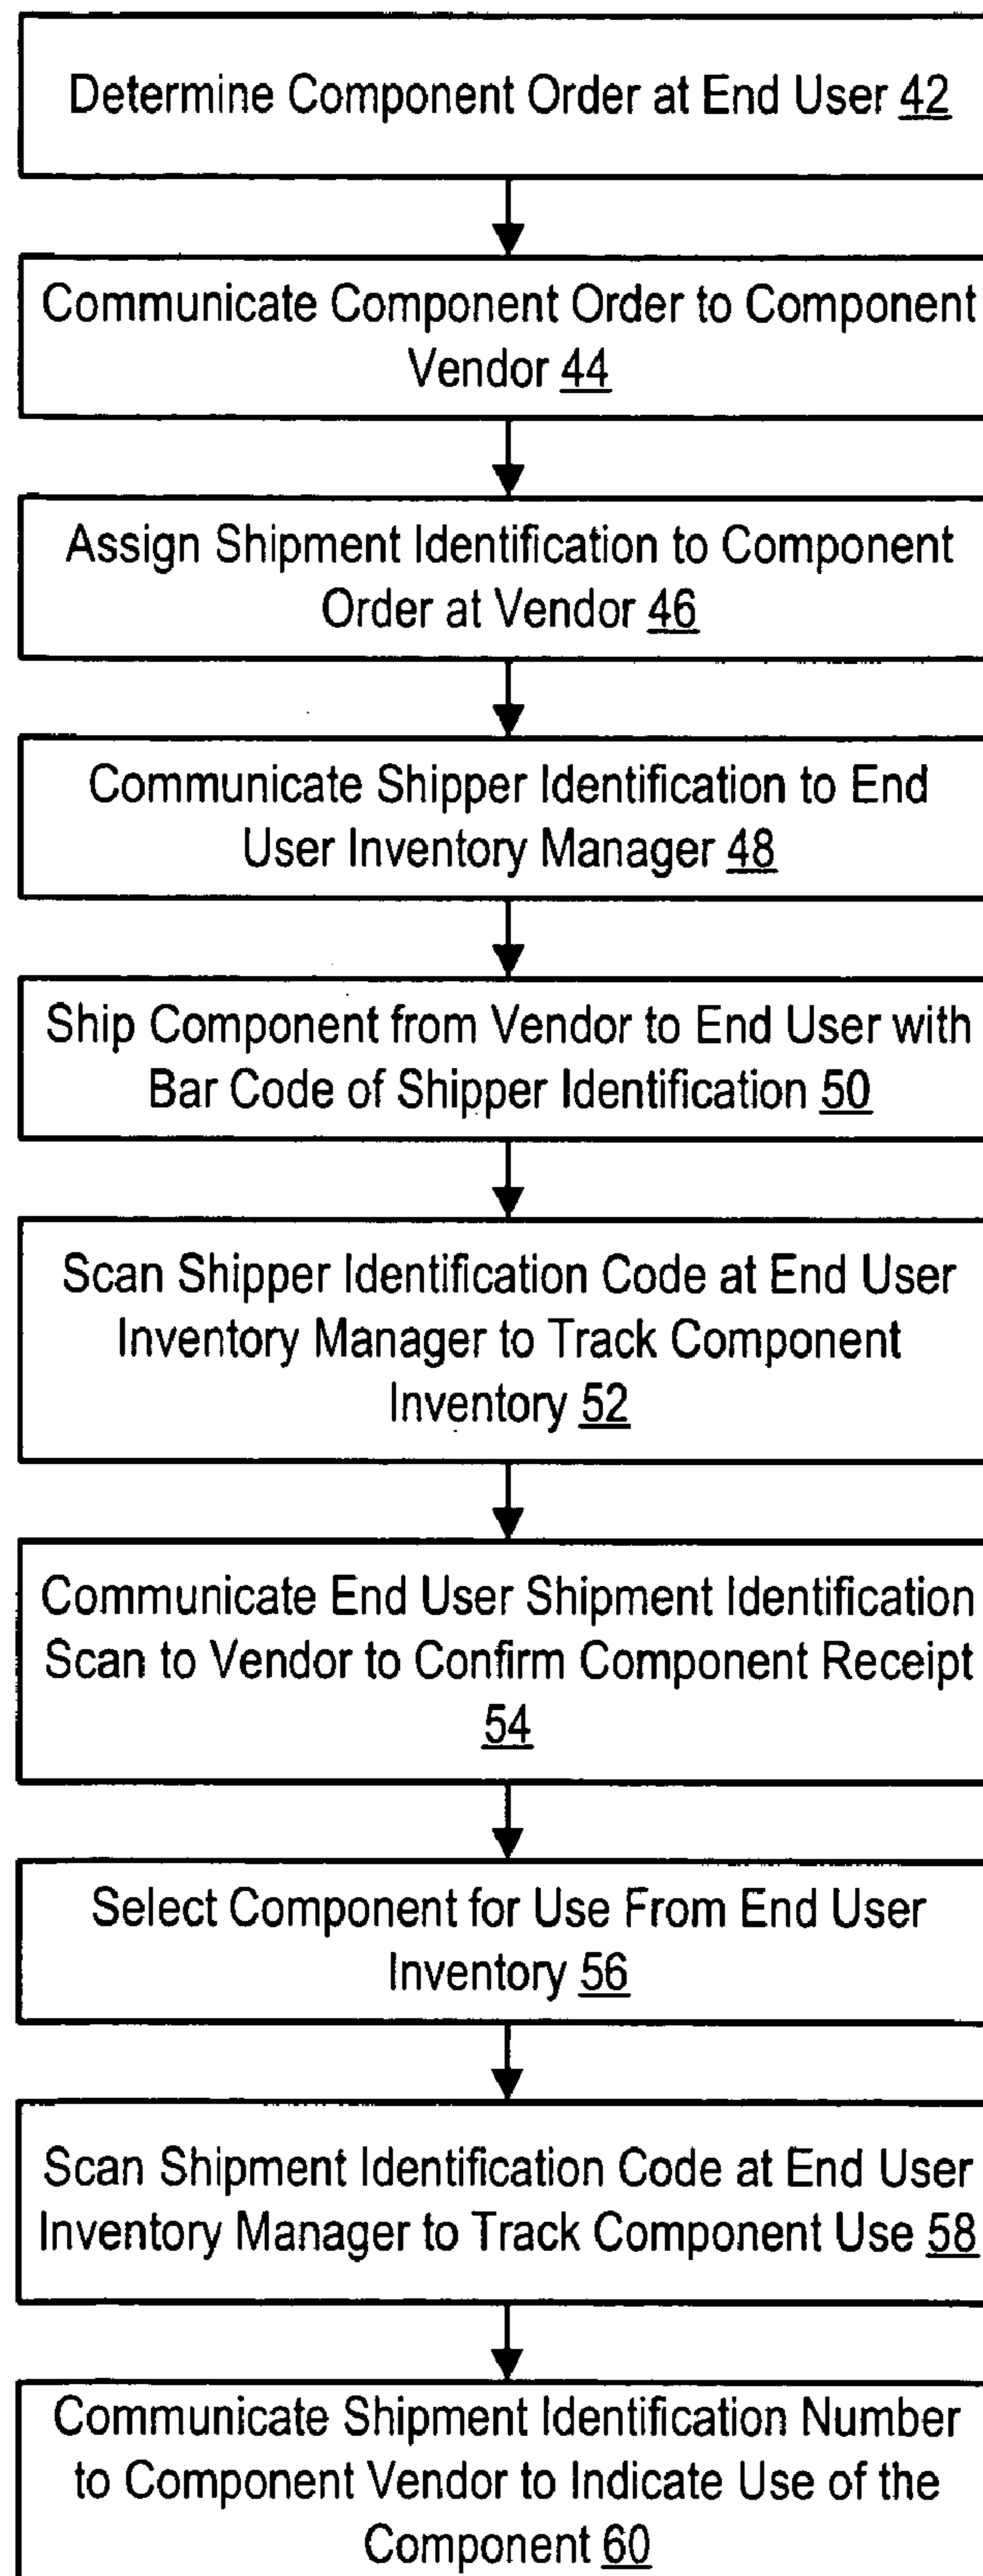 Determine Component Order at End User 42
Communicate Component Order to Component
Vendor 44
Assign Shipment Identification to Component
Order at Vendor 46
Communicate Shipper Identification to End
User Inventory Manager 48
Ship Component from Vendor to End User with
Bar Code of Shipper Identification 50
Scan Shipper Identification Code at End User
Inventory Manager to Track Component
Inventory 52
Communicate End User Shipment Identification
Scan to Vendor to Confirm Component Receipt
54
Select Component for Use From End User
Inventory 56
Scan Shipment Identification Code at End User
Inventory Manager to Track Component Use 58
Communicate Shipment Identification Number
to Component Vendor to Indicate Use of the
Component 60